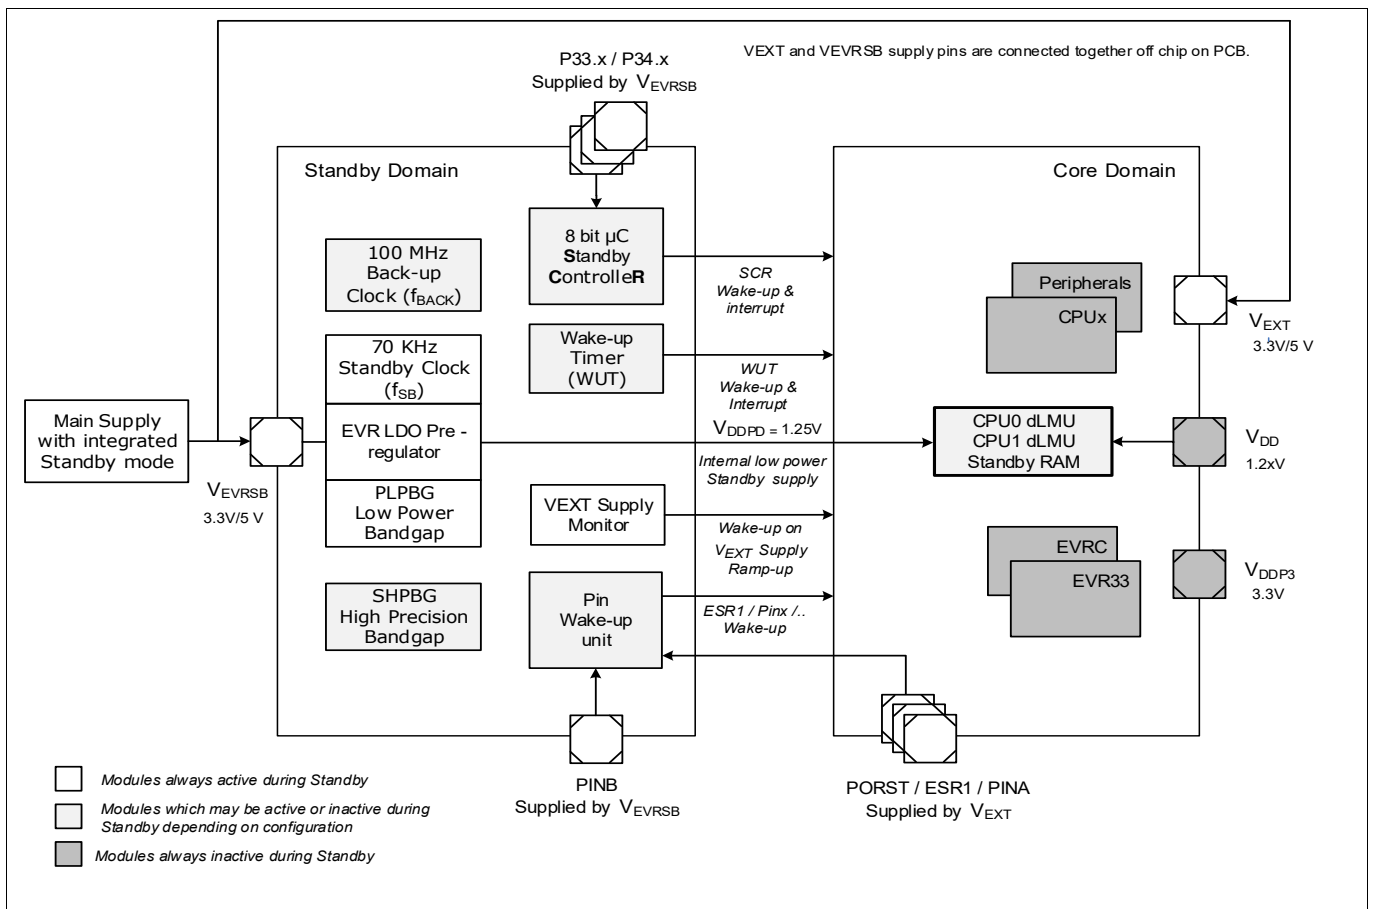 VEXT and VEVRSB supply pins are connected together off chip on PCB.
P33.x / P34.x
Supplied by VEVRSB
Standby Domain
Core Domain
100 MHz
Back-up
Clock (fBACK)
8 bit µC
Standby
ControlleR
SCR
Wake-up &
interrupt
Peripherals
CPUx
VEXT
3.3V/5 V
70 KHz
Standby Clock
(fSB)
Wake-up
Timer
(WUT)
WUT
Wake-up &
Interrupt
Main Supply
with integrated
Standby mode
VEVRSB
3.3V/5 V
EVR LDO Pre -
regulator
VDDPD = 1.25V
Internal low power
Standby supply
CPU0 dLMU
CPU1 dLMU
Standby RAM
VDD
1.2xV
PLPBG
Low Power
Bandgap
VEXT Supply
Monitor
Wake-up on
VEXT Supply
Ramp-up
EVRC
EVR33
VDDP3
3.3V
SHPBG
High Precision
Bandgap
Pin
Wake-up
unit
ESR1 / Pinx /..
Wake-up
PINB
Supplied by VEVRSB
PORST / ESR1 / PINA
Supplied by VEXT
Modules always active during Standby
Modules which may be active or inactive during
Standby depending on configuration
Modules always inactive during Standby